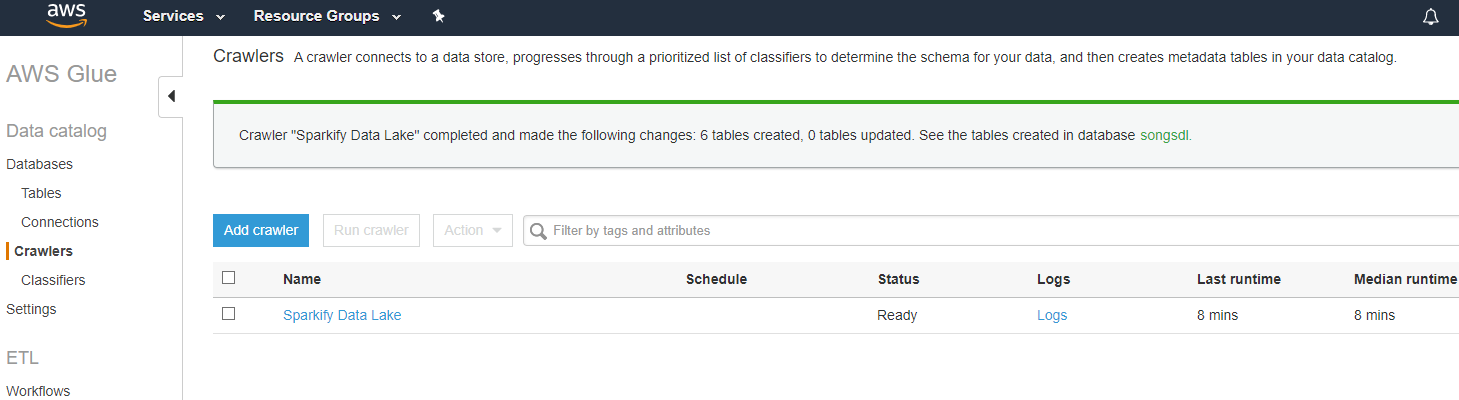 aws Services Resource Groups
AWS Glue
Data catalog
Databases
Tables
Connections
Crawlers
Classifiers
Settings
ETL
Workflows
Crawlers A crawler connects to a data store, progresses through a prioritized list of classifiers to determine the schema for your data, and then creates metadata tables in your data catalog.
Crawler "Sparkify Data Lake" completed and made the following changes: 6 tables created, 0 tables updated. See the tables created in database songsdl.
Add crawler Run crawler Action Filter by tags and attributes
Name Schedule Status Logs Last runtime Median runtime
Sparkify Data Lake Ready Logs 8 mins 8 mins